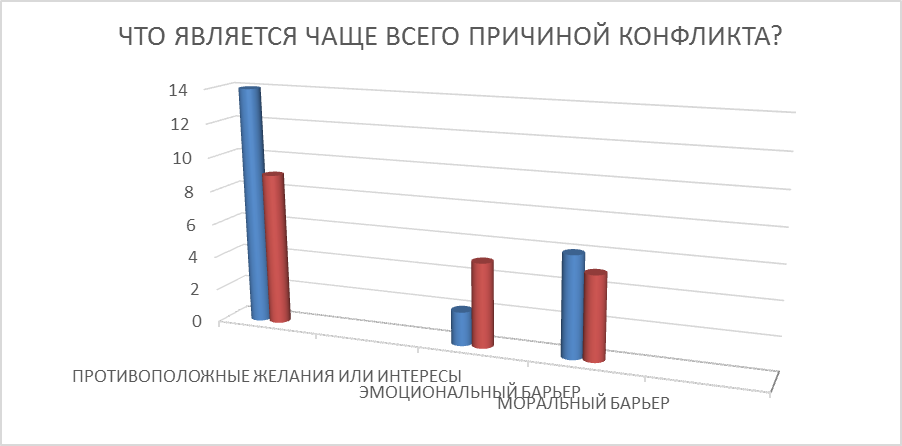 ЧТО ЯВЛЯЕТСЯ ЧАЩЕ ВСЕГО ПРИЧИНОЙ КОНФЛИКТА?
14
12
10
8
6
4
2
0
ПРОТИВОПОЛОЖНЫЕ ЖЕЛАНИЯ ИЛИ ИНТЕРЕСЫ
ЭМОЦИОНАЛЬНЫЙ БАРЬЕР
МОРАЛЬНЫЙ БАРЬЕР